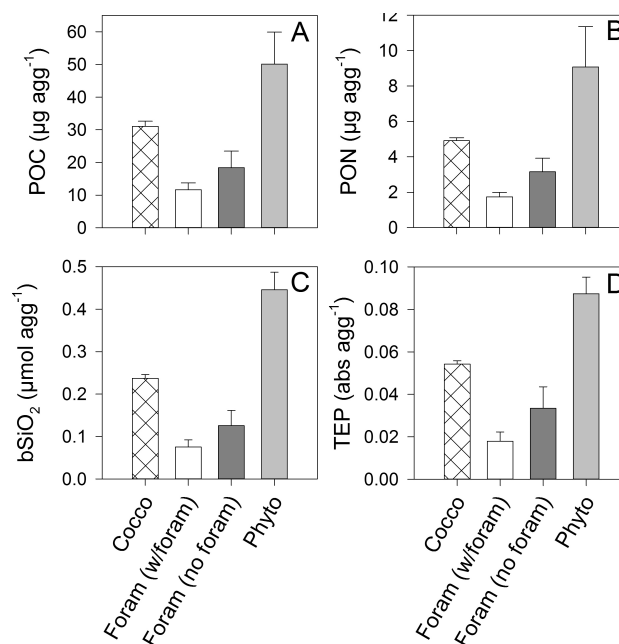 A
POC (µg agg⁻¹)
60
50
40
30
20
10
0
B
PON (µg agg⁻¹)
12
10
8
6
4
2
0
C
bSiO₂ (µmol agg⁻¹)
0.5
0.4
0.3
0.2
0.1
0.0
D
TEP (abs agg⁻¹)
0.10
0.08
0.06
0.04
0.02
0.00
Cocco
Foram (w/foram)
Foram (no foram)
Phyto
Cocco
Foram (w/foram)
Foram (no foram)
Phyto